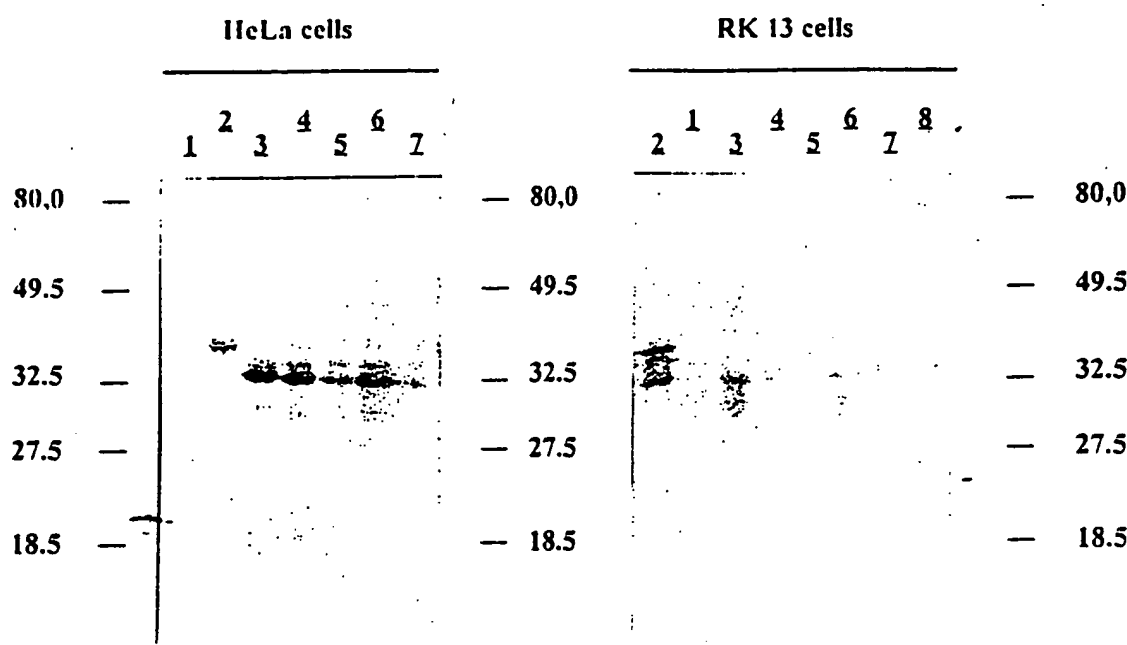 HeLa cells
RK 13 cells
2 4 6
1 3 5 7
1 4 6 8
2 3 5 7
80,0 — — 80,0 — 80,0
49.5 — — 49.5 — 49.5
32.5 — — 32.5 — 32.5
27.5 — — 27.5 — 27.5
18.5 — — 18.5 — 18.5